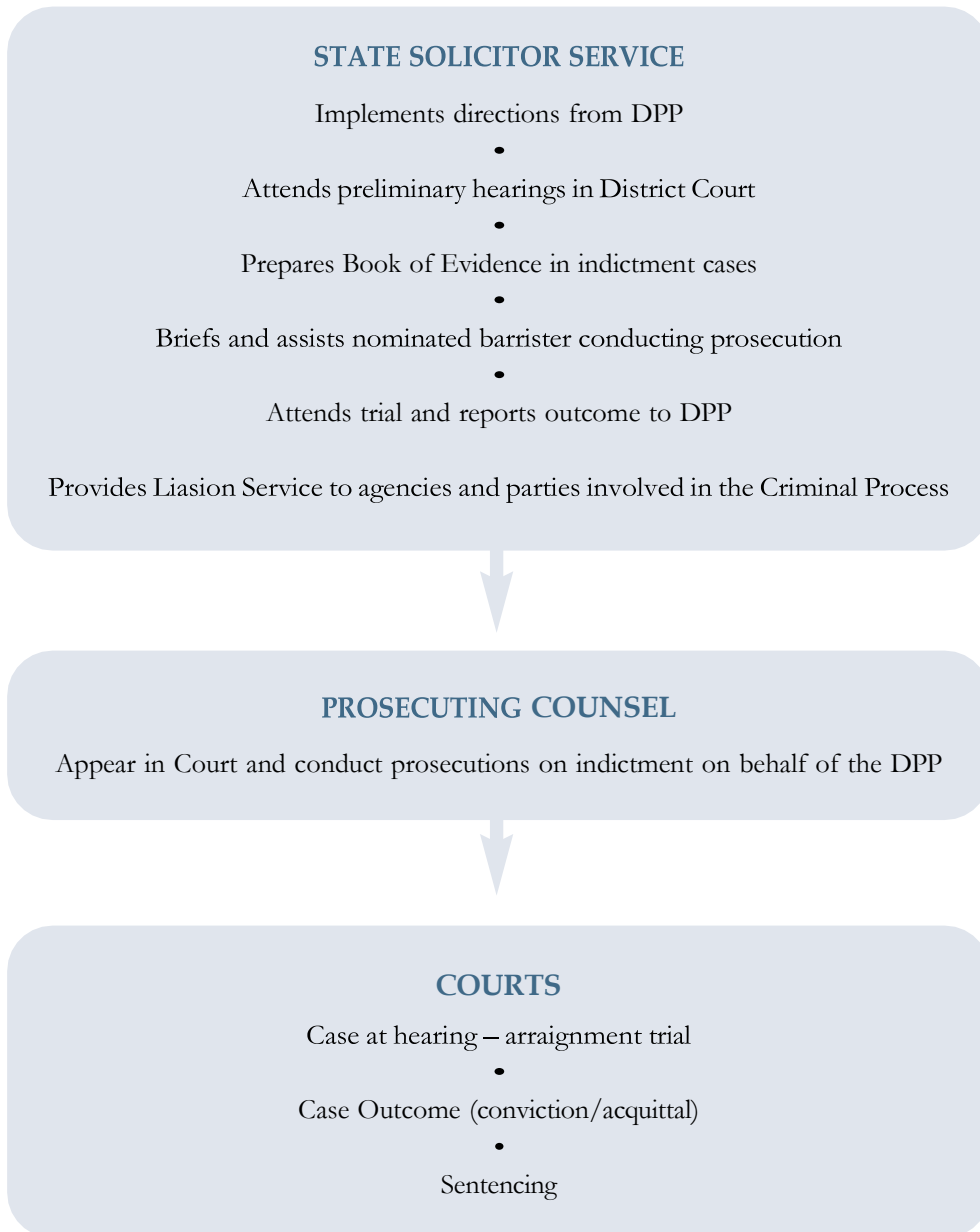 STATE SOLICITOR SERVICE
Implements directions from DPP
•
Attends preliminary hearings in District Court
•
Prepares Book of Evidence in indictment cases
•
Briefs and assists nominated barrister conducting prosecution
•
Attends trial and reports outcome to DPP
Provides Liasion Service to agencies and parties involved in the Criminal Process
PROSECUTING COUNSEL
Appear in Court and conduct prosecutions on indictment on behalf of the DPP
COURTS
Case at hearing – arraignment trial
•
Case Outcome (conviction/acquittal)
•
Sentencing